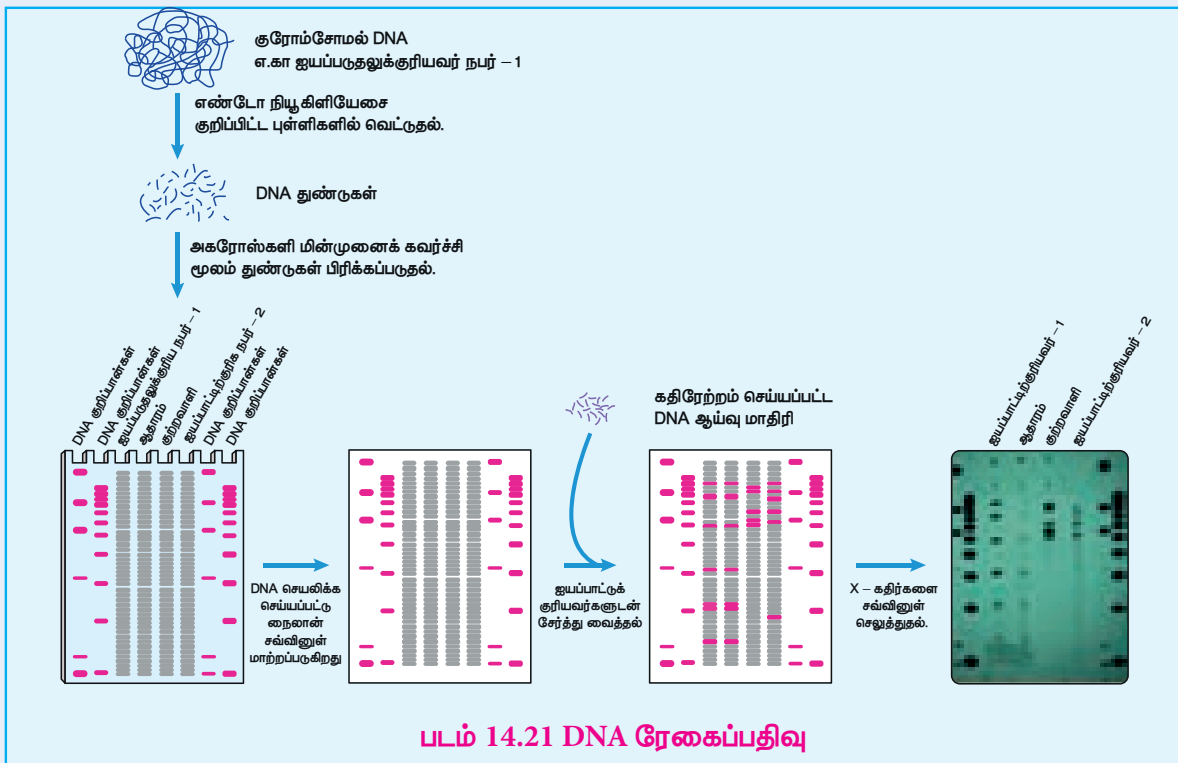 குரோம்சோமல் DNA
எ.கா ஐயப்படுதலுக்குரியவர் நபர் – 1
எண்டோ நியூகிளியேசை
குறிப்பிட்ட புள்ளிகளில் வெட்டுதல்.
DNA துண்டுகள்
அகரோஸ்களி மின்முனைக் கவர்ச்சி
மூலம் துண்டுகள் பிரிக்கப்படுதல்.
DNA குறிப்பான்கள்
DNA குறிப்பான்கள்
ஐயப்படுதலுக்குரிய நபர் – 1
ஆதாரம்
குற்றவாளி
ஐயப்பாட்டிற்குரிக நபர் – 2
DNA குறிப்பான்கள்
DNA குறிப்பான்கள்
கதிரேற்றம் செய்யப்பட்ட
DNA ஆய்வு மாதிரி
ஐயப்பாட்டிற்குரியவர் – 1
ஆதாரம்
குற்றவாளி
ஐயப்பாட்டிற்குரியவர் – 2
DNA செயலிக்க
செய்யப்பட்டு
நைலான்
சவ்வினுள்
மாற்றப்படுகிறது
ஐயப்பாட்டுக்
குரியவர்களுடன்
சேர்த்து வைத்தல்
X – கதிர்களை
சவ்வினுள்
செலுத்துதல்.
படம் 14.21 DNA ரேகைப்பதிவு